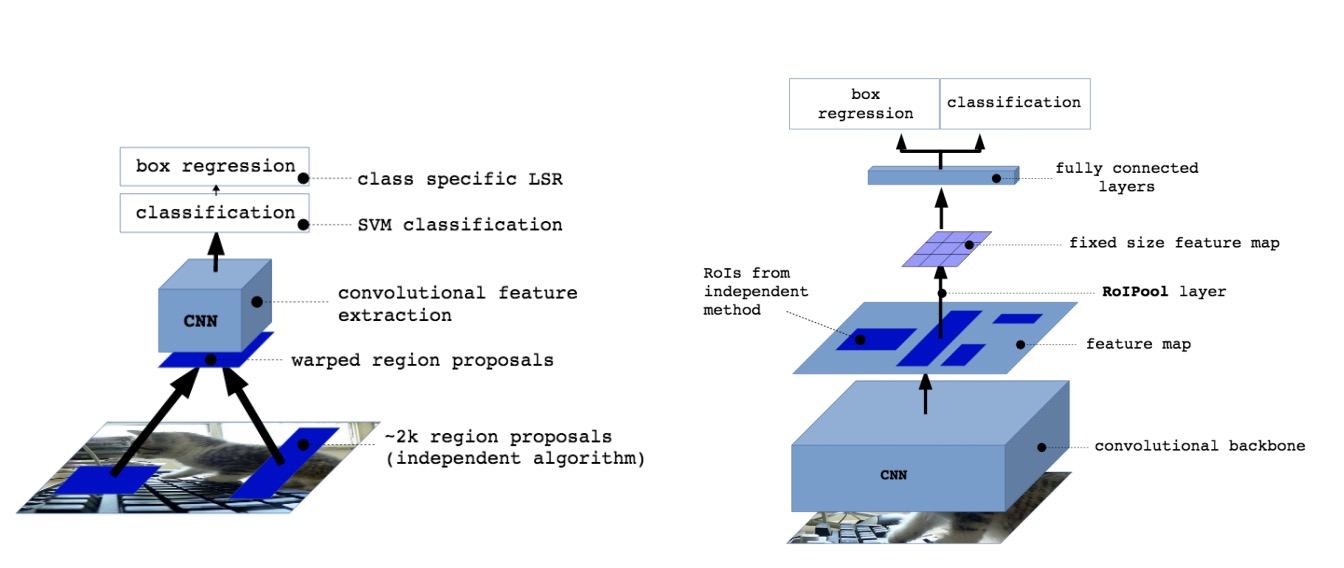 box regression
class specific LSR
classification
SVM classification
CNN
convolutional feature
extraction
warped region proposals
~2k region proposals
(independent algorithm)
box
regression
classification
fully connected
layers
fixed size feature map
RoIs from
independent
method
RoIPool layer
feature map
convolutional backbone
CNN